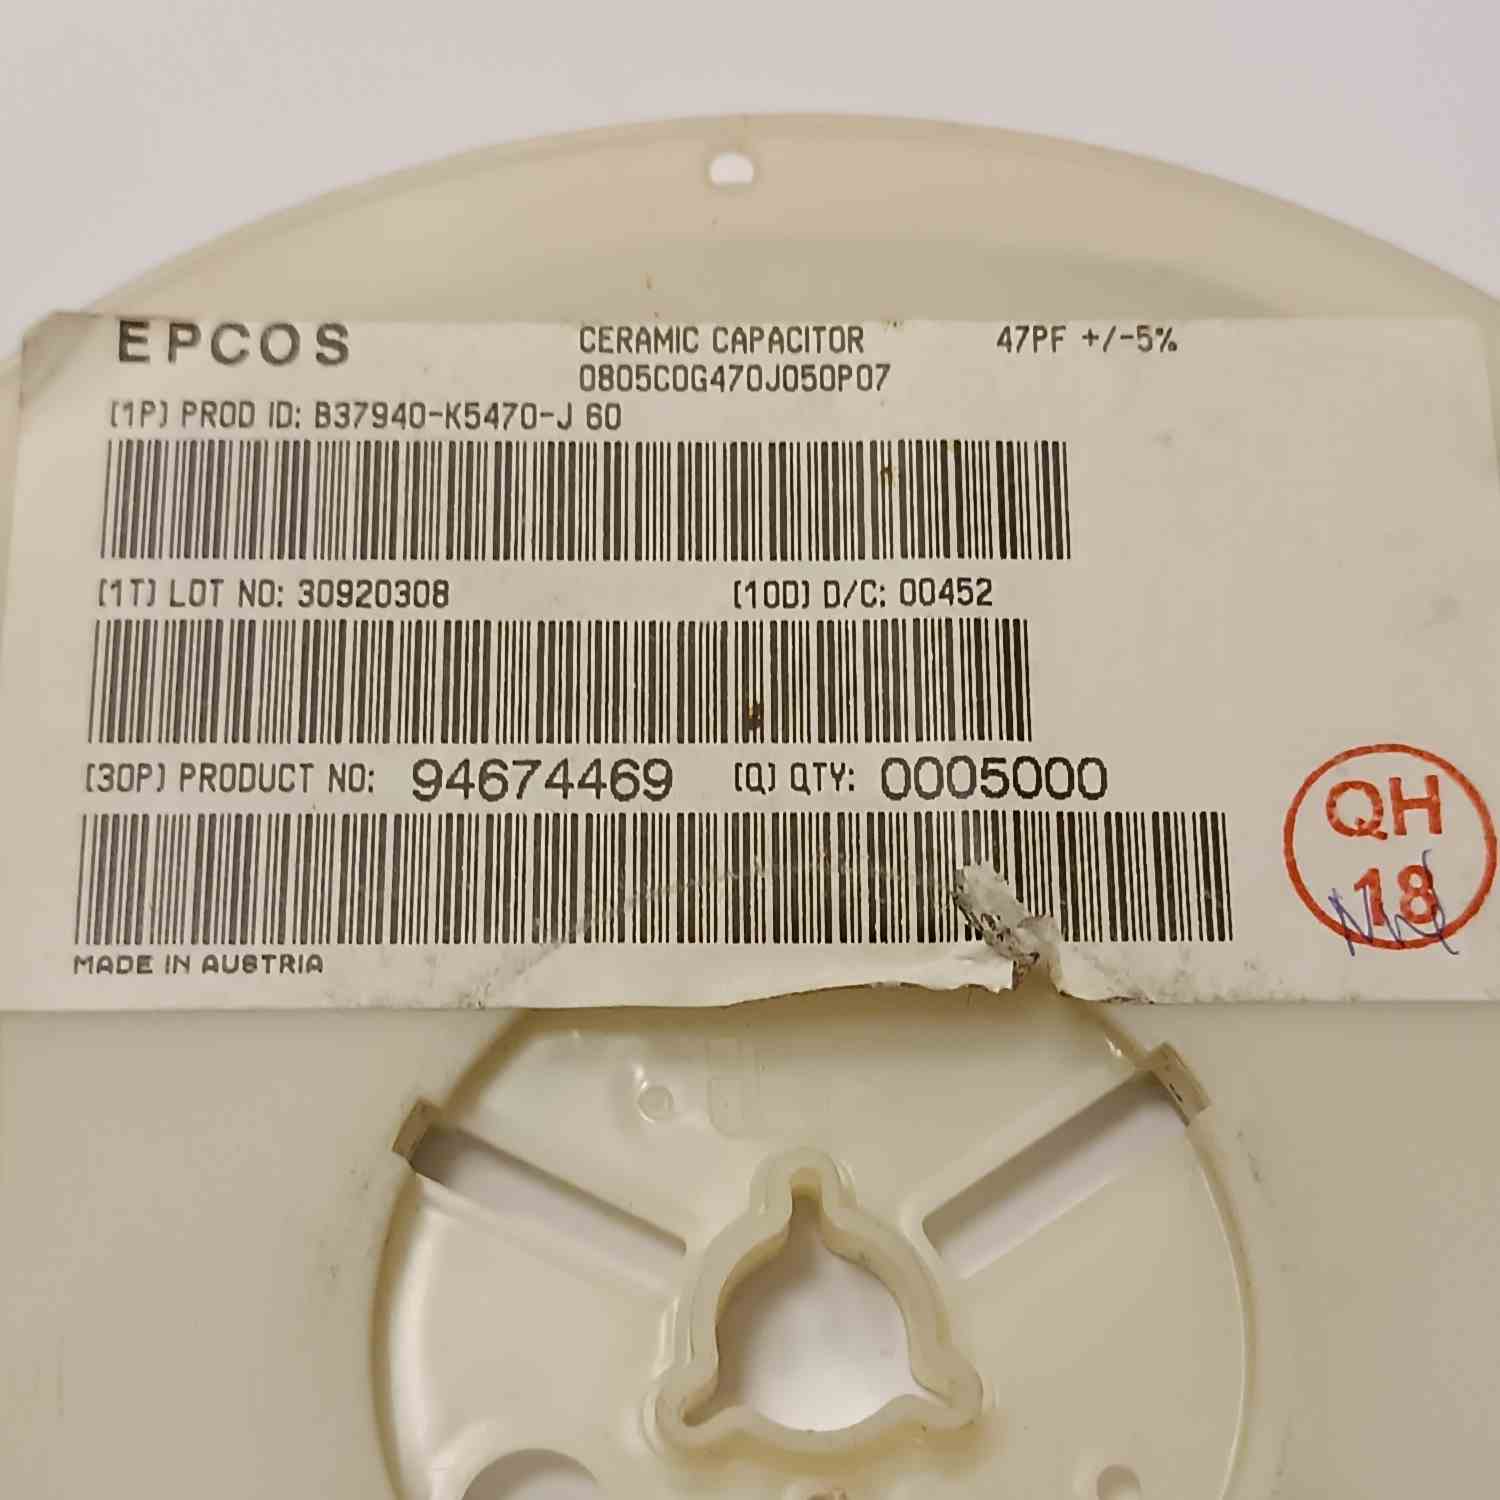 EPCOS CERAMIC CAPACITOR 47PF +/-5%
0805C0G470J050P07
(1P) PROD ID: B37940-K5470-J 60
(1T) LOT NO: 30920308 (10D) D/C: 00452
(30P) PRODUCT NO: 94674469 (Q) QTY: 0005000
QH
18
MADE IN AUSTRIA